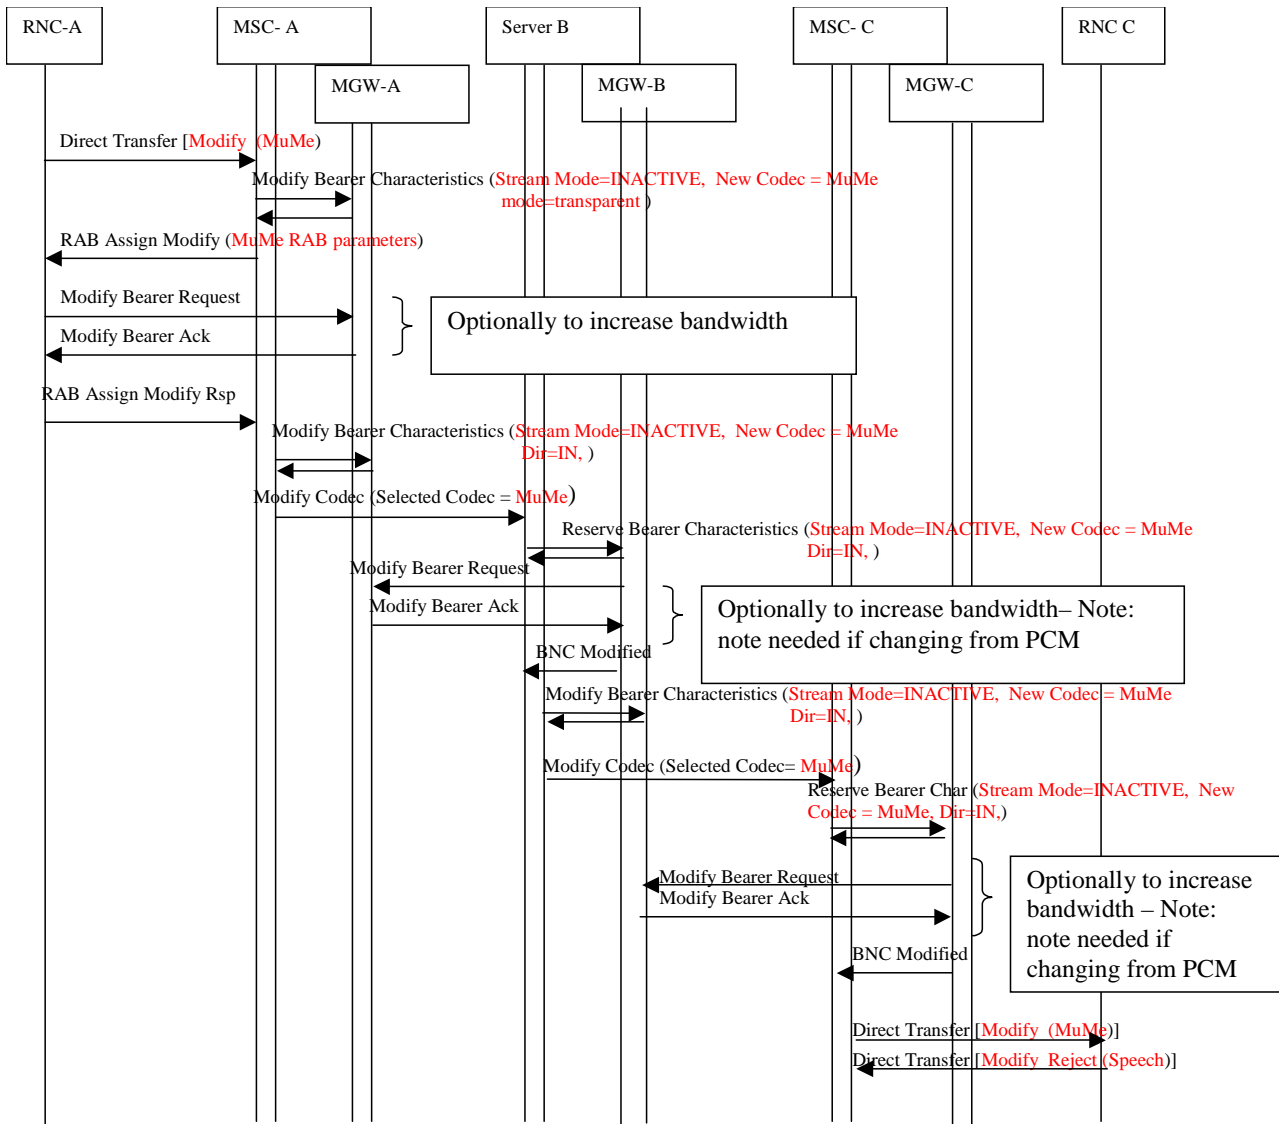 RNC-A
MSC- A
Server B
MSC- C
RNC C
MGW-A
MGW-B
MGW-C
Direct Transfer [Modify  (MuMe)
Modify Bearer Characteristics (Stream Mode=INACTIVE,  New Codec = MuMe
mode=transparent )
RAB Assign Modify (MuMe RAB parameters)
Modify Bearer Request
Optionally to increase bandwidth
Modify Bearer Ack
RAB Assign Modify Rsp
Modify Bearer Characteristics (Stream Mode=INACTIVE,  New Codec = MuMe
Dir=IN, )
Modify Codec (Selected Codec = MuMe)
Reserve Bearer Characteristics (Stream Mode=INACTIVE,  New Codec = MuMe
Dir=IN, )
Modify Bearer Request
Modify Bearer Ack
Optionally to increase bandwidth– Note:
note needed if changing from PCM
BNC Modified
Modify Bearer Characteristics (Stream Mode=INACTIVE,  New Codec = MuMe
Dir=IN, )
Modify Codec (Selected Codec= MuMe)
Reserve Bearer Char (Stream Mode=INACTIVE,  New
Codec = MuMe, Dir=IN,)
Modify Bearer Request
Modify Bearer Ack
Optionally to increase
bandwidth – Note:
note needed if
changing from PCM
BNC Modified
Direct Transfer [Modify  (MuMe)]
Direct Transfer [Modify  Reject (Speech)]